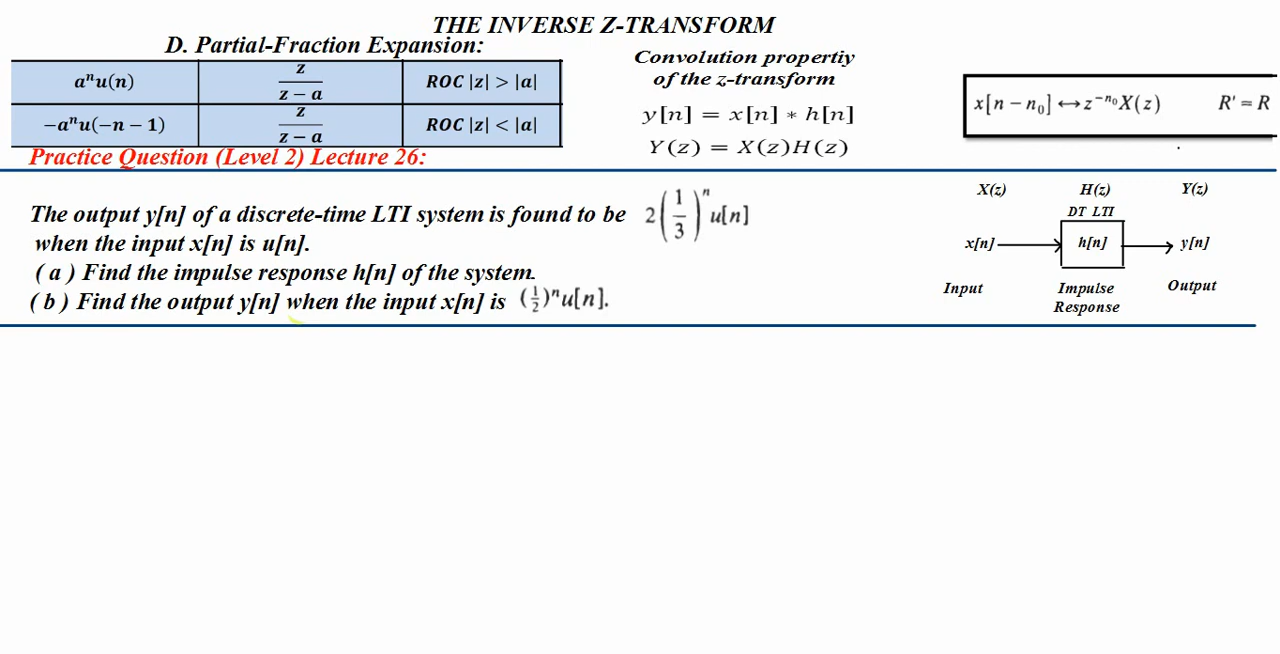 THE INVERSE Z-TRANSFORM
D. Partial-Fraction Expansion:
aⁿu(n) z/(z − a) ROC |z| > |a|
−aⁿu(−n − 1) z/(z − a) ROC |z| < |a|
Convolution propertiy
of the z-transform
y[n] = x[n] ∗ h[n]
Y(z) = X(z)H(z)
x[n − n₀] ↔ z^(−n₀)X(z) R' = R
Practice Question (Level 2) Lecture 26:
The output y[n] of a discrete-time LTI system is found to be 2(1/3)ⁿ u[n]
when the input x[n] is u[n].
( a ) Find the impulse response h[n] of the system.
( b ) Find the output y[n] when the input x[n] is (1/2)ⁿu[n].
X(z) H(z) Y(z)
DT LTI
x[n] h[n] y[n]
Input Impulse Output
Response